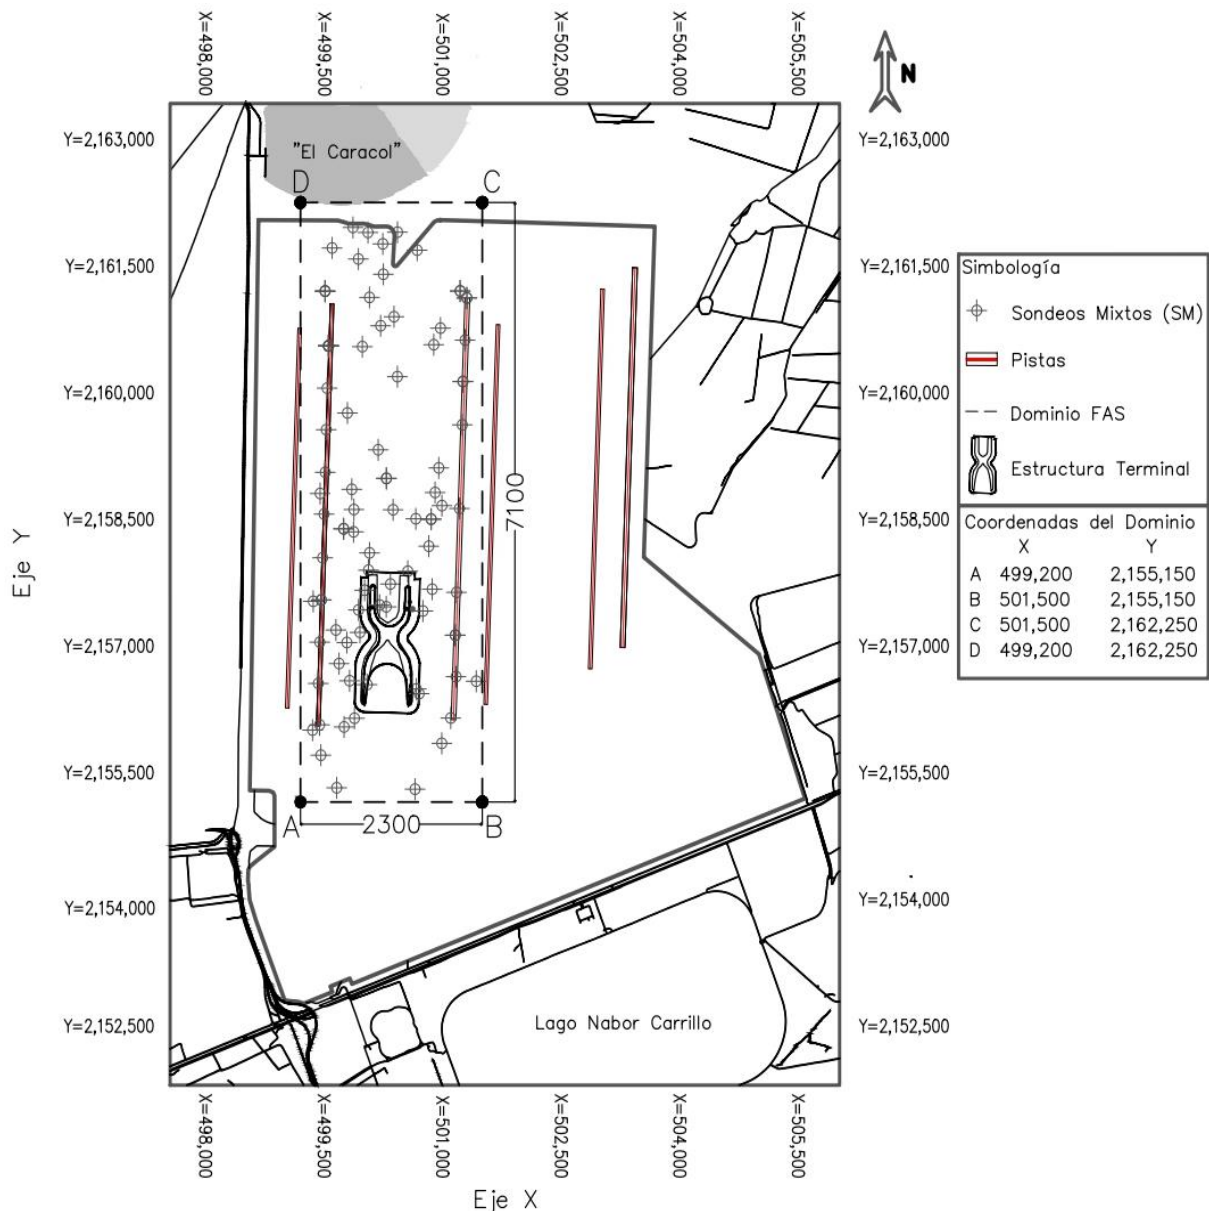 X=498,000
X=499,500
X=501,000
X=502,500
X=504,000
X=505,500
N
Y=2,163,000
Y=2,163,000
"El Caracol"
D
C
Y=2,161,500
Y=2,161,500
Simbología
Sondeos Mixtos (SM)
Pistas
Y=2,160,000
Y=2,160,000
Dominio FAS
Estructura Terminal
7100
Y=2,158,500
Y=2,158,500
Coordenadas del Dominio
X Y
A 499,200 2,155,150
B 501,500 2,155,150
C 501,500 2,162,250
D 499,200 2,162,250
Eje Y
Y=2,157,000
Y=2,157,000
Y=2,155,500
Y=2,155,500
A
2300
B
Y=2,154,000
Y=2,154,000
Y=2,152,500
Lago Nabor Carrillo
Y=2,152,500
X=498,000
X=499,500
X=501,000
X=502,500
X=504,000
X=505,500
Eje X